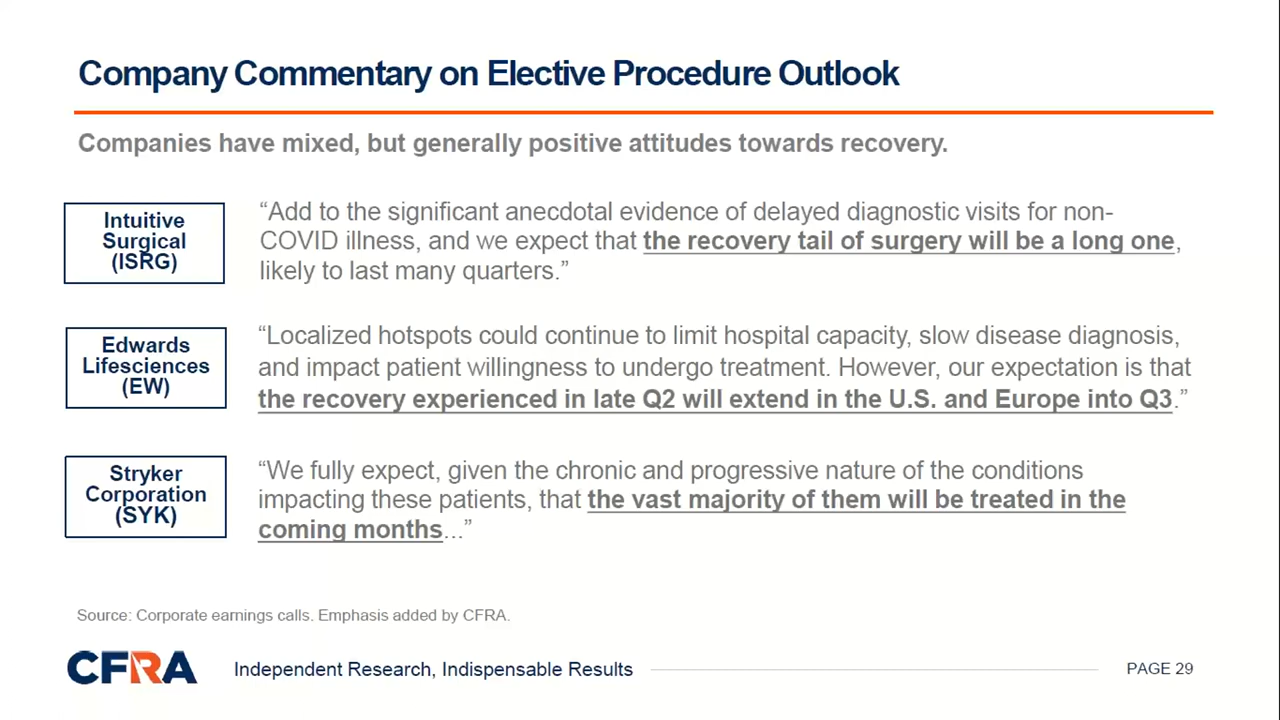 Company Commentary on Elective Procedure Outlook
Companies have mixed, but generally positive attitudes towards recovery.
Intuitive
Surgical
(ISRG)
“Add to the significant anecdotal evidence of delayed diagnostic visits for non-
COVID illness, and we expect that the recovery tail of surgery will be a long one,
likely to last many quarters.”
Edwards
Lifesciences
(EW)
“Localized hotspots could continue to limit hospital capacity, slow disease diagnosis,
and impact patient willingness to undergo treatment. However, our expectation is that
the recovery experienced in late Q2 will extend in the U.S. and Europe into Q3.”
Stryker
Corporation
(SYK)
“We fully expect, given the chronic and progressive nature of the conditions
impacting these patients, that the vast majority of them will be treated in the
coming months...”
Source: Corporate earnings calls. Emphasis added by CFRA.
CFRA
Independent Research, Indispensable Results
PAGE 29